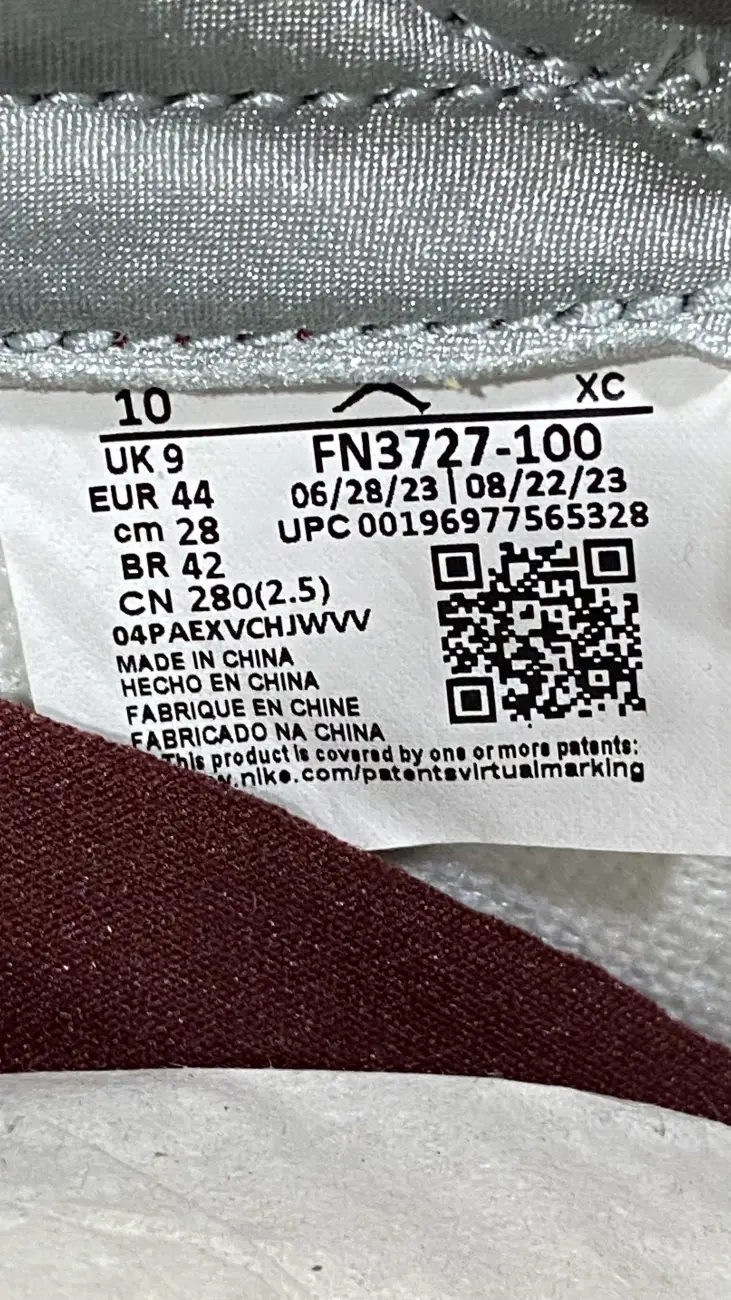 10 XC
UK 9 FN3727-100
EUR 44 06/28/23 | 08/22/23
cm 28 UPC 00196977565328
BR 42
CN 280(2.5)
04PAEXVCHJWVV
MADE IN CHINA
HECHO EN CHINA
FABRIQUE EN CHINE
FABRICADO NA CHINA
This product is covered by one or more patents:
.nike.com/patentsvirtualmarking